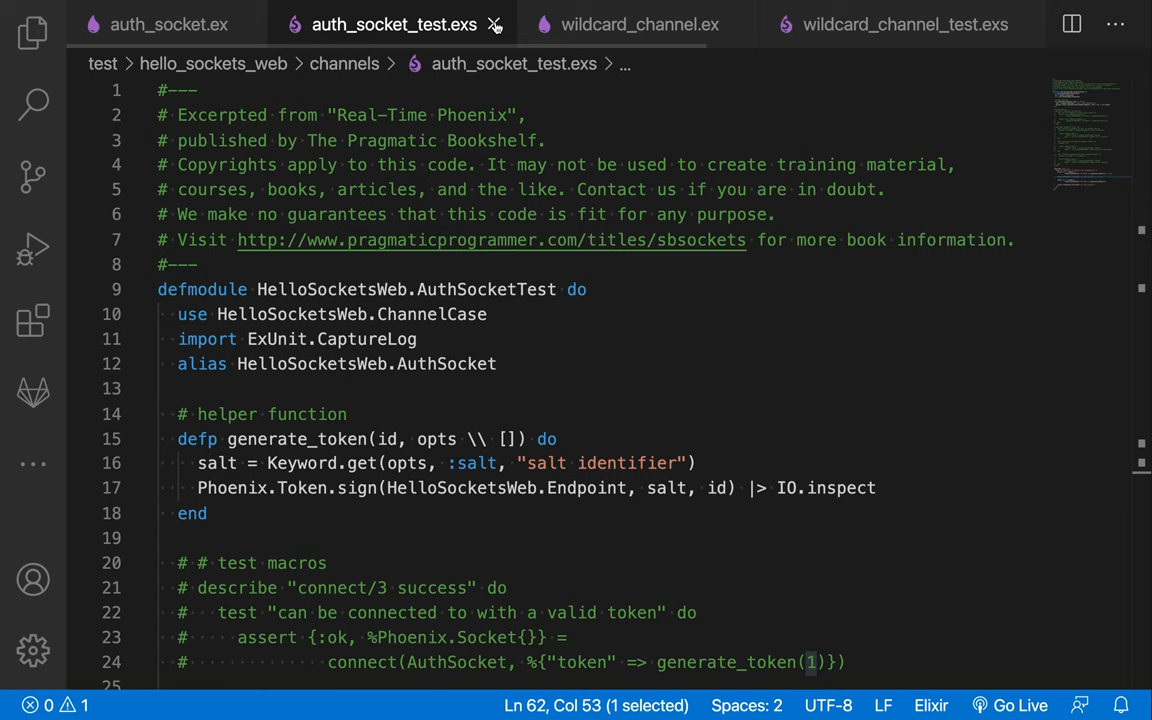 auth_socket.ex auth_socket_test.exs wildcard_channel.ex wildcard_channel_test.exs
test > hello_sockets_web > channels > auth_socket_test.exs > ...
1 #---
2 # Excerpted from "Real-Time Phoenix",
3 # published by The Pragmatic Bookshelf.
4 # Copyrights apply to this code. It may not be used to create training material,
5 # courses, books, articles, and the like. Contact us if you are in doubt.
6 # We make no guarantees that this code is fit for any purpose.
7 # Visit http://www.pragmaticprogrammer.com/titles/sbsockets for more book information.
8 #---
9 defmodule HelloSocketsWeb.AuthSocketTest do
10   use HelloSocketsWeb.ChannelCase
11   import ExUnit.CaptureLog
12   alias HelloSocketsWeb.AuthSocket
13
14   # helper function
15   defp generate_token(id, opts \\ []) do
16     salt = Keyword.get(opts, :salt, "salt identifier")
17     Phoenix.Token.sign(HelloSocketsWeb.Endpoint, salt, id) |> IO.inspect
18   end
19
20   # # test macros
21   # describe "connect/3 success" do
22   #   test "can be connected to with a valid token" do
23   #     assert {:ok, %Phoenix.Socket{}} =
24   #              connect(AuthSocket, %{"token" => generate_token(1)})
25
0 1 Ln 62, Col 53 (1 selected) Spaces: 2 UTF-8 LF Elixir Go Live